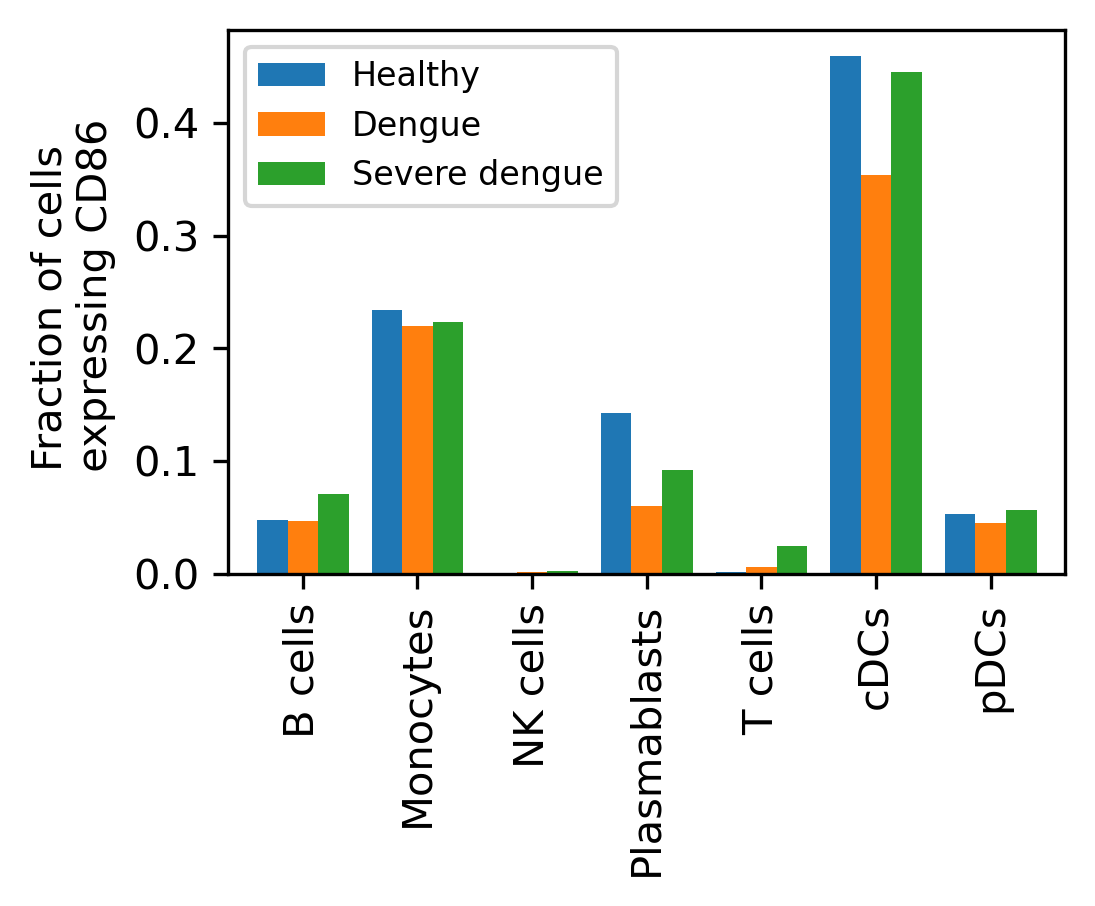 Healthy
Dengue
Severe dengue
Fraction of cells
expressing CD86
0.4
0.3
0.2
0.1
0.0
B cells
Monocytes
NK cells
Plasmablasts
T cells
cDCs
pDCs